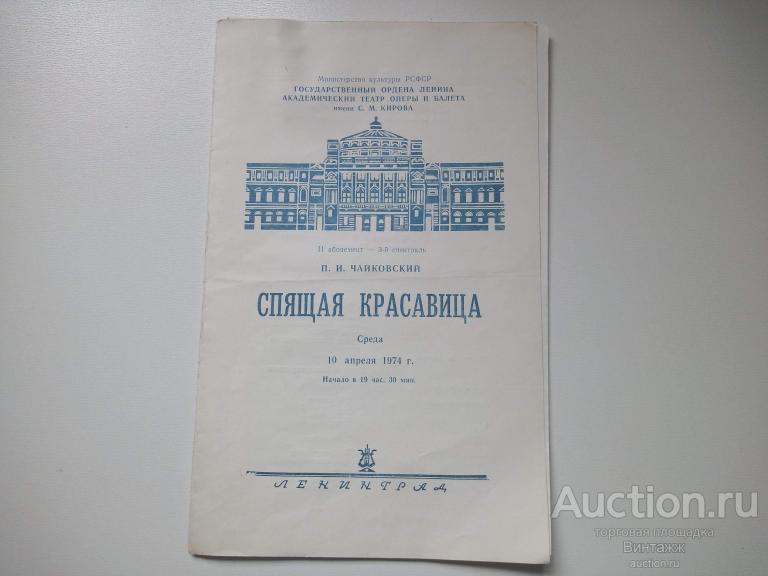 Министерство культуры РСФСР
ГОСУДАРСТВЕННЫЙ ОРДЕНА ЛЕНИНА
АКАДЕМИЧЕСКИЙ ТЕАТР ОПЕРЫ И БАЛЕТА
имени С. М. КИРОВА
II абонемент — 3-й спектакль
П. И. ЧАЙКОВСКИЙ
СПЯЩАЯ КРАСАВИЦА
Среда
10 апреля 1974 г.
Начало в 19 час. 30 мин.
ЛЕНИНГРАД
Auction.ru
торговая площадка
Винтажж
auction.ru